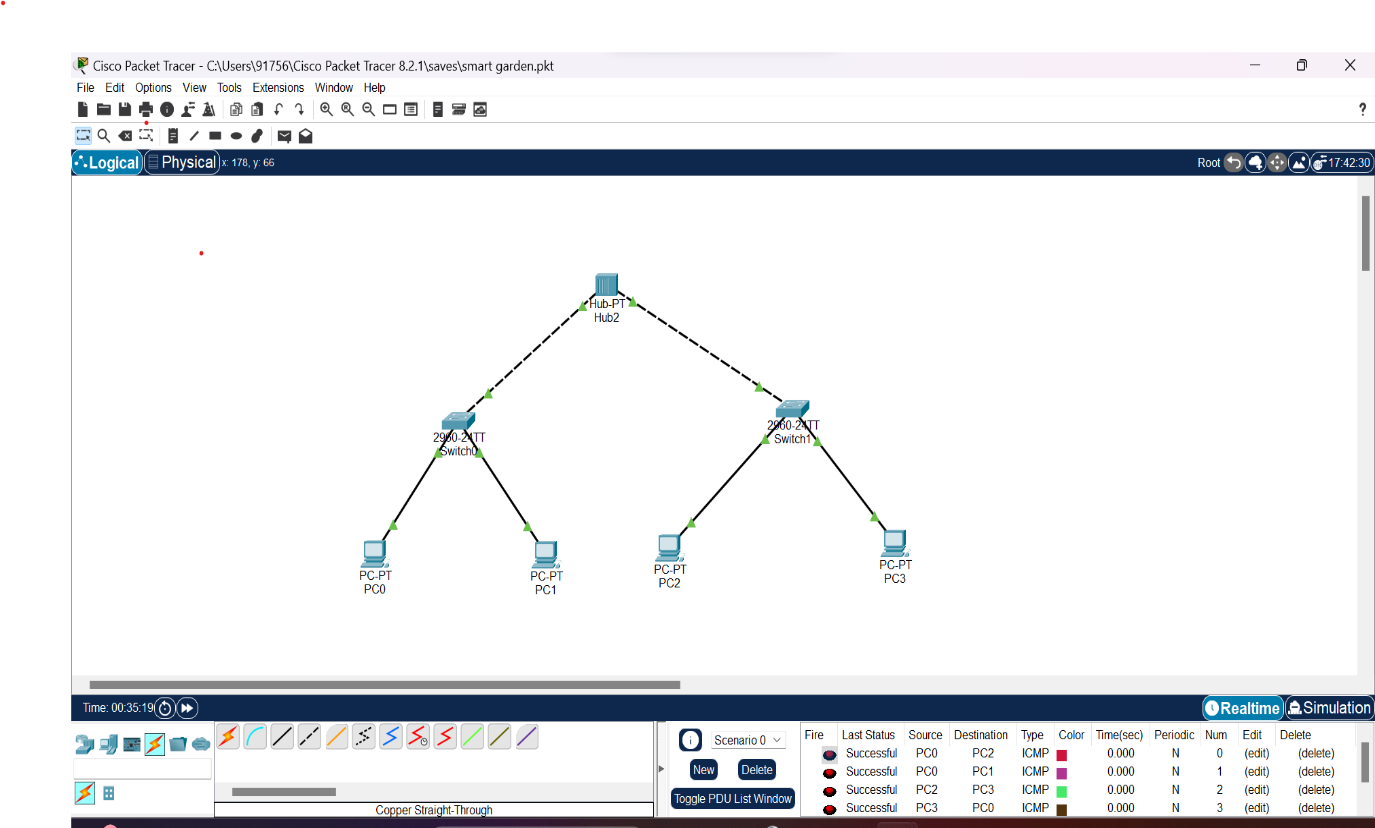 Cisco Packet Tracer - C:\Users\91756\Cisco Packet Tracer 8.2.1\saves\smart garden.pkt
File Edit Options View Tools Extensions Window Help
?
Logical Physical x: 178, y: 66 Root 17:42:30
Hub-PT
Hub2
2960-24TT
Switch0
2960-24TT
Switch1
PC-PT
PC0
PC-PT
PC1
PC-PT
PC2
PC-PT
PC3
Time: 00:35:19 Realtime Simulation
Scenario 0
New Delete
Toggle PDU List Window
Copper Straight-Through
Fire Last Status Source Destination Type Color Time(sec) Periodic Num Edit Delete
Successful PC0 PC2 ICMP 0.000 N 0 (edit) (delete)
Successful PC0 PC1 ICMP 0.000 N 1 (edit) (delete)
Successful PC2 PC3 ICMP 0.000 N 2 (edit) (delete)
Successful PC3 PC0 ICMP 0.000 N 3 (edit) (delete)